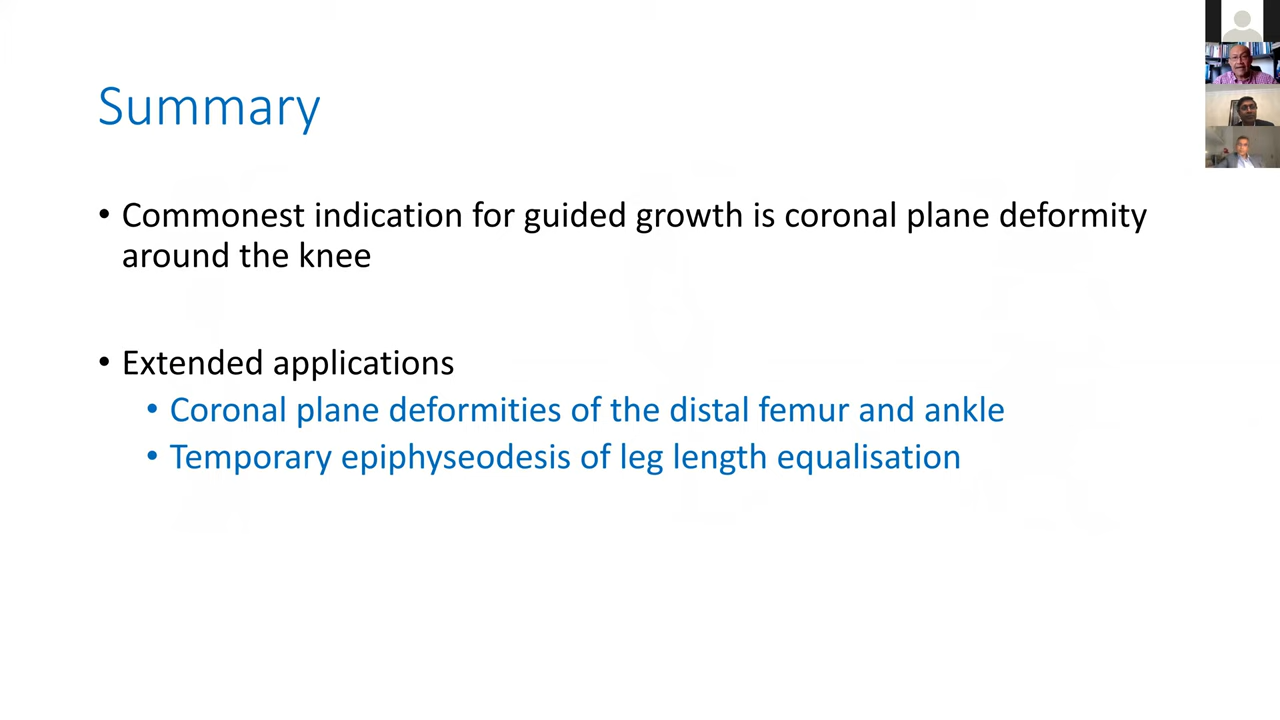 Summary
• Commonest indication for guided growth is coronal plane deformity
around the knee
• Extended applications
• Coronal plane deformities of the distal femur and ankle
• Temporary epiphyseodesis of leg length equalisation